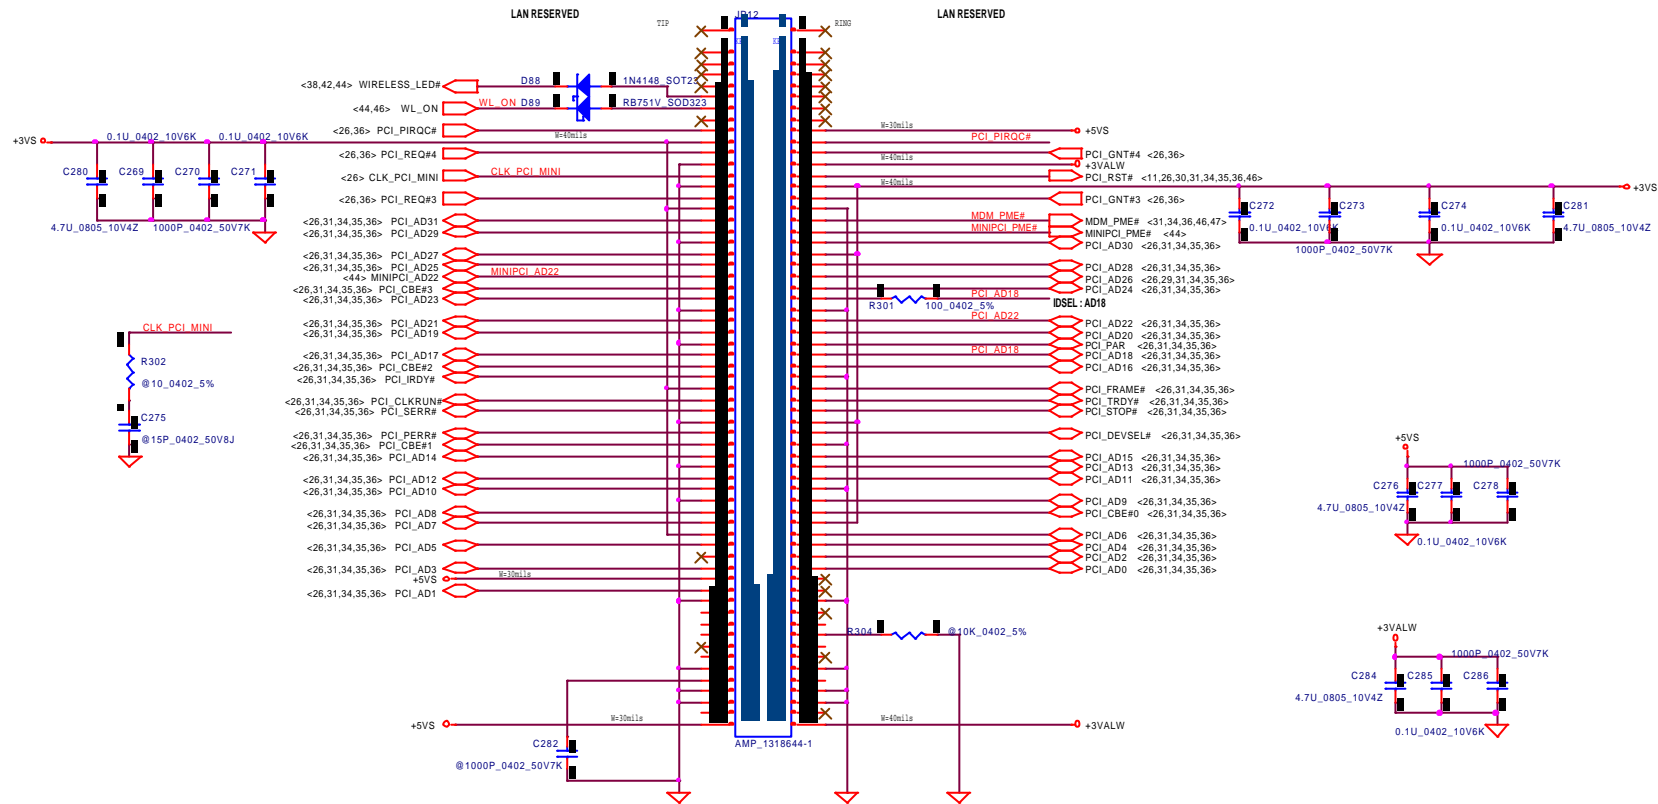 LAN RESERVED
LAN RESERVED
TIP
JP12
RING
<38,42,44> WIRELESS_LED#
D88
1N4148_SOT23
<44,46> WL_ON
WL_ON
D89
RB751V_SOD323
<26,36> PCI_PIRQC#
W=40mils
+3VS
0.1U_0402_10V6K
0.1U_0402_10V6K
<26,36> PCI_REQ#4
<26> CLK_PCI_MINI
CLK_PCI_MINI
C280
C269
C270
C271
<26,36> PCI_REQ#3
4.7U_0805_10V4Z
1000P_0402_50V7K
<26,31,34,35,36> PCI_AD31
<26,31,34,35,36> PCI_AD29
<26,31,34,35,36> PCI_AD27
<26,31,34,35,36> PCI_AD25
<44> MINIPCI_AD22
MINIPCI_AD22
<26,31,34,35,36> PCI_CBE#3
<26,31,34,35,36> PCI_AD23
<26,31,34,35,36> PCI_AD21
<26,31,34,35,36> PCI_AD19
<26,31,34,35,36> PCI_AD17
<26,31,34,35,36> PCI_CBE#2
<26,31,34,35,36> PCI_IRDY#
<26,31,34,35,36> PCI_CLKRUN#
<26,31,34,35,36> PCI_SERR#
<26,31,34,35,36> PCI_PERR#
<26,31,34,35,36> PCI_CBE#1
<26,31,34,35,36> PCI_AD14
<26,31,34,35,36> PCI_AD12
<26,31,34,35,36> PCI_AD10
<26,31,34,35,36> PCI_AD8
<26,31,34,35,36> PCI_AD7
<26,31,34,35,36> PCI_AD5
<26,31,34,35,36> PCI_AD3
+5VS
W=30mils
<26,31,34,35,36> PCI_AD1
CLK_PCI_MINI
R302
@10_0402_5%
C275
@15P_0402_50V8J
+5VS
W=30mils
C282
@1000P_0402_50V7K
AMP_1318644-1
W=30mils
+5VS
PCI_PIRQC#
PCI_GNT#4 <26,36>
W=40mils
+3VALW
PCI_RST# <11,26,30,31,34,35,36,46>
W=40mils
+3VS
PCI_GNT#3 <26,36>
MDM_PME#
MDM_PME# <31,34,36,46,47>
MINIPCI_PME#
MINIPCI_PME# <44>
PCI_AD30 <26,31,34,35,36>
C272
C273
C274
C281
0.1U_0402_10V6K
0.1U_0402_10V6K
4.7U_0805_10V4Z
1000P_0402_50V7K
PCI_AD28 <26,31,34,35,36>
PCI_AD26 <26,29,31,34,35,36>
PCI_AD24 <26,31,34,35,36>
R301
100_0402_5%
PCI_AD18
IDSEL : AD18
PCI_AD22
PCI_AD22 <26,31,34,35,36>
PCI_AD20 <26,31,34,35,36>
PCI_PAR <26,31,34,35,36>
PCI_AD18
PCI_AD18 <26,31,34,35,36>
PCI_AD16 <26,31,34,35,36>
PCI_FRAME# <26,31,34,35,36>
PCI_TRDY# <26,31,34,35,36>
PCI_STOP# <26,31,34,35,36>
PCI_DEVSEL# <26,31,34,35,36>
PCI_AD15 <26,31,34,35,36>
PCI_AD13 <26,31,34,35,36>
PCI_AD11 <26,31,34,35,36>
PCI_AD9 <26,31,34,35,36>
PCI_CBE#0 <26,31,34,35,36>
PCI_AD6 <26,31,34,35,36>
PCI_AD4 <26,31,34,35,36>
PCI_AD2 <26,31,34,35,36>
PCI_AD0 <26,31,34,35,36>
R304
@10K_0402_5%
W=40mils
+3VALW
+5VS
1000P_0402_50V7K
C276
C277
C278
4.7U_0805_10V4Z
0.1U_0402_10V6K
+3VALW
1000P_0402_50V7K
C284
C285
C286
4.7U_0805_10V4Z
0.1U_0402_10V6K